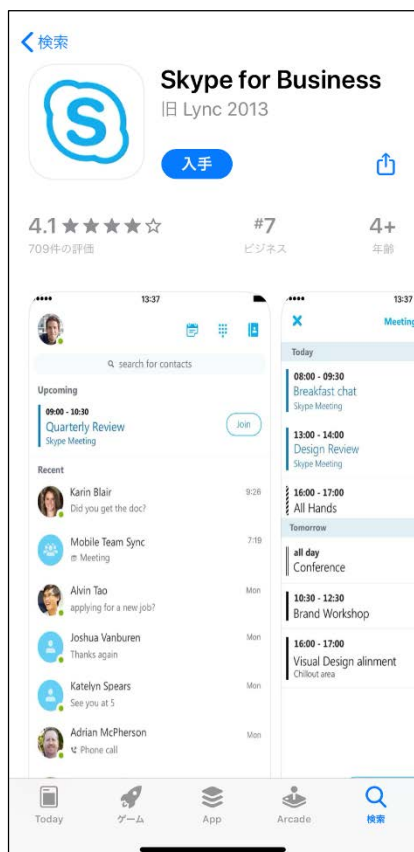 検索
Skype for Business
旧 Lync 2013
入手
4.1
709件の評価
#7
ビジネス
4+
年齢
13:37
search for contacts
Upcoming
09:00 - 10:30
Quarterly Review
Skype Meeting
Join
Recent
Karin Blair
9:26
Did you get the doc?
Mobile Team Sync
7:19
Meeting
Alvin Tao
Mon
applying for a new job?
Joshua Vanburen
Mon
Thanks again
Katelyn Spears
Mon
See you at 5
Adrian McPherson
Mon
Phone call
13:37
Meeting
Today
08:00 - 09:30
Breakfast chat
Skype Meeting
13:00 - 14:00
Design Review
Skype Meeting
16:00 - 17:00
All Hands
Tomorrow
all day
Conference
10:30 - 12:30
Brand Workshop
16:00 - 17:00
Visual Design alinment
Chillout area
Today
ゲーム
App
Arcade
検索